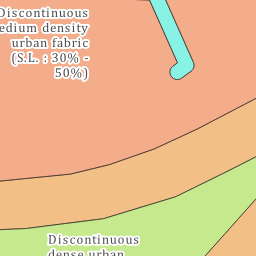 Discontinuous
edium density
urban fabric
(S.L. : 30% -
50%)
Discontinuous
dense urban